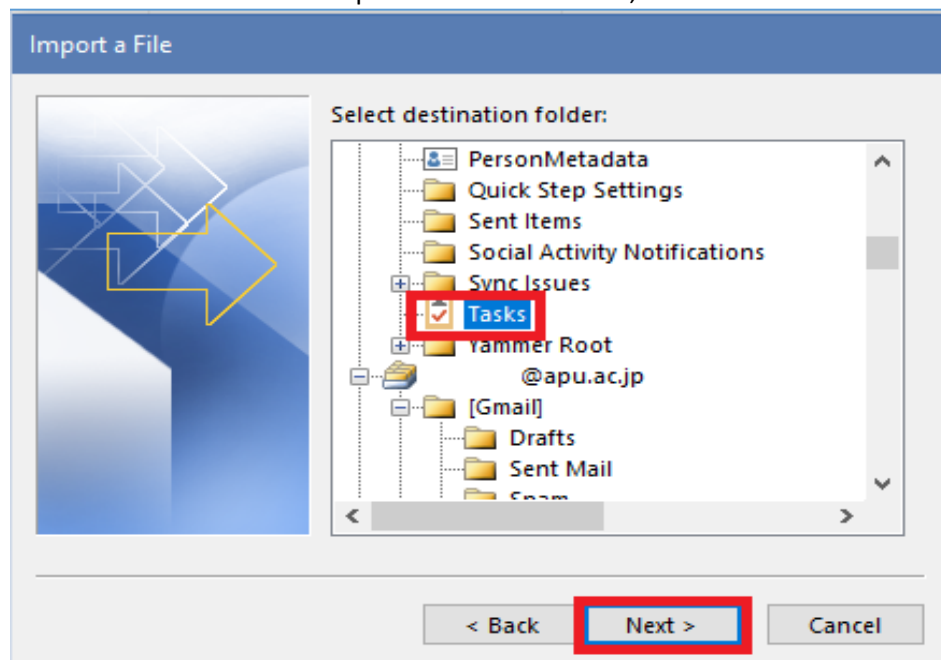 Import a File
Select destination folder:
PersonMetadata
Quick Step Settings
Sent Items
Social Activity Notifications
Sync Issues
Tasks
Yammer Root
@apu.ac.jp
[Gmail]
Drafts
Sent Mail
Spam
< Back Next > Cancel